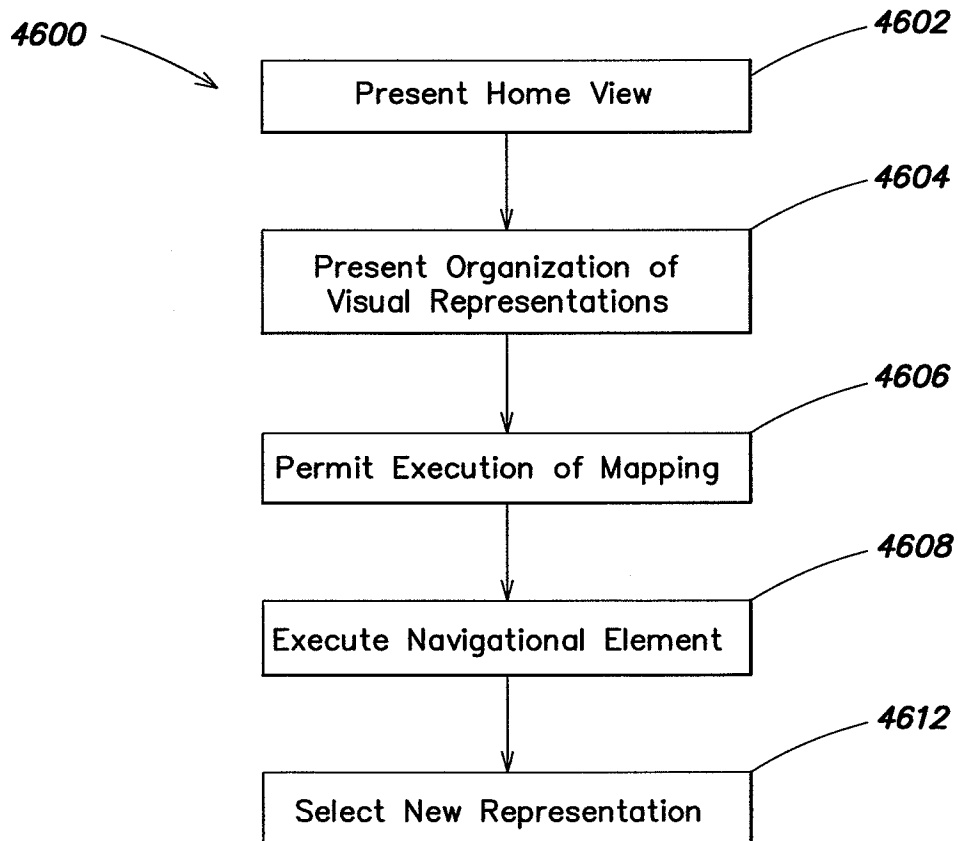 4600
4602
Present Home View
4604
Present Organization of
Visual Representations
4606
Permit Execution of Mapping
4608
Execute Navigational Element
4612
Select New Representation